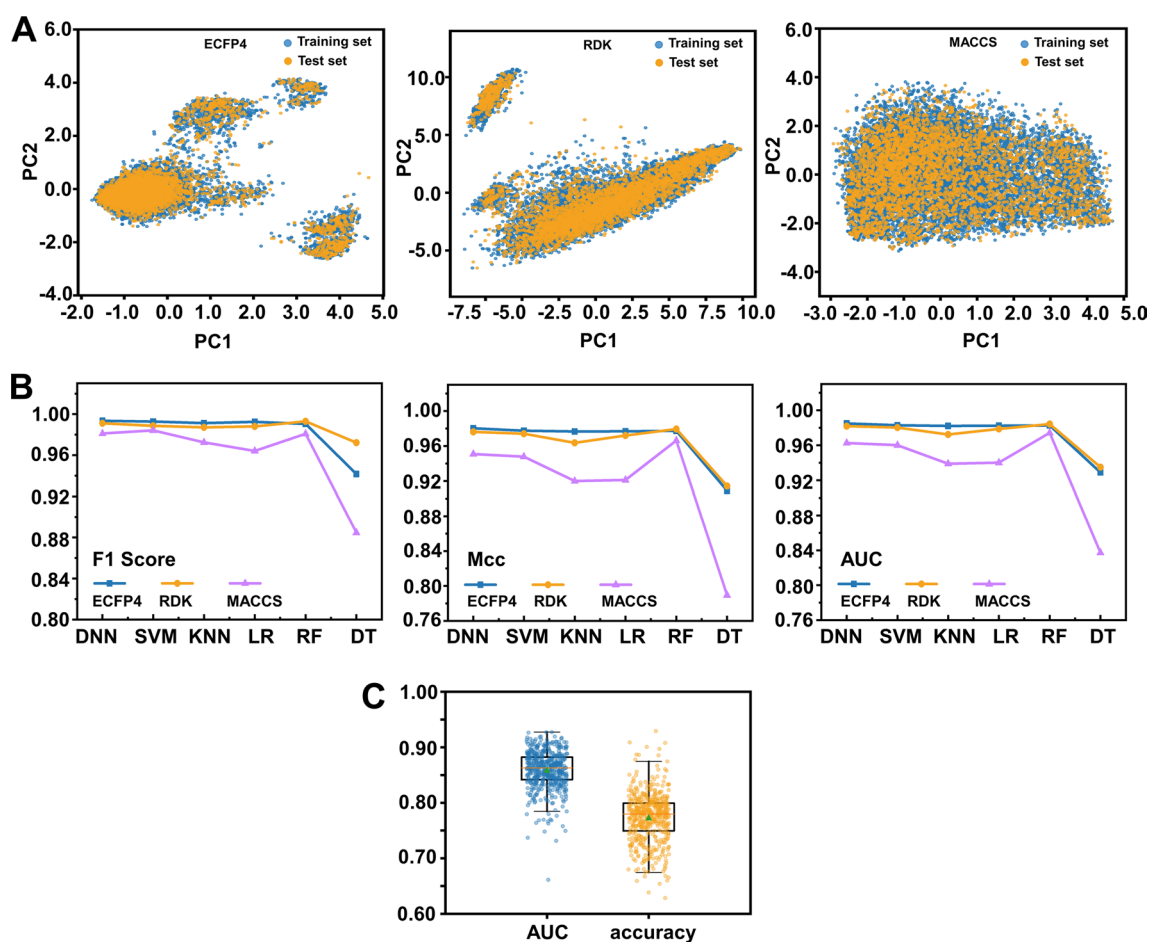 A
ECFP4
Training set
Test set
6.0
4.0
2.0
0.0
-2.0
-4.0
PC2
-2.0 -1.0 0.0 1.0 2.0 3.0 4.0 5.0
PC1
RDK
Training set
Test set
10.0
5.0
0.0
-5.0
PC2
-7.5 -5.0 -2.5 0.0 2.5 5.0 7.5 10.0
PC1
MACCS
Training set
Test set
6.0
4.0
2.0
0.0
-2.0
-4.0
PC2
-3.0 -2.0 -1.0 0.0 1.0 2.0 3.0 4.0 5.0
PC1
B
1.00
0.96
0.92
0.88
0.84
0.80
F1 Score
ECFP4 RDK MACCS
DNN SVM KNN LR RF DT
1.00
0.96
0.92
0.88
0.84
0.80
0.76
Mcc
ECFP4 RDK MACCS
DNN SVM KNN LR RF DT
1.00
0.96
0.92
0.88
0.84
0.80
0.76
AUC
ECFP4 RDK MACCS
DNN SVM KNN LR RF DT
C
1.00
0.90
0.80
0.70
0.60
AUC accuracy